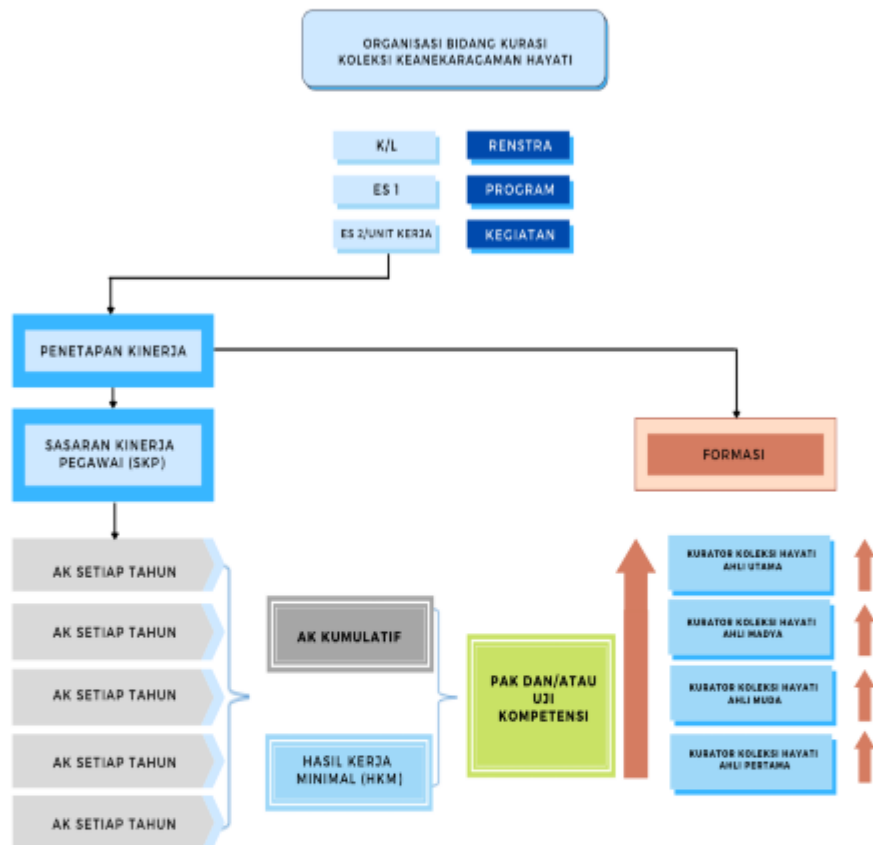 ORGANISASI BIDANG KURASI
KOLEKSI KEANEKARAGAMAN HAYATI
K/L
RENSTRA
ES 1
PROGRAM
ES 2/UNIT KERJA
KEGIATAN
PENETAPAN KINERJA
SASARAN KINERJA
PEGAWAI (SKP)
FORMASI
AK SETIAP TAHUN
AK SETIAP TAHUN
AK SETIAP TAHUN
AK SETIAP TAHUN
AK SETIAP TAHUN
AK KUMULATIF
HASIL KERJA
MINIMAL (HKM)
PAK DAN/ATAU
UJI
KOMPETENSI
KURATOR KOLEKSI HAYATI
AHLI UTAMA
KURATOR KOLEKSI HAYATI
AHLI MADYA
KURATOR KOLEKSI HAYATI
AHLI MUDA
KURATOR KOLEKSI HAYATI
AHLI PERTAMA